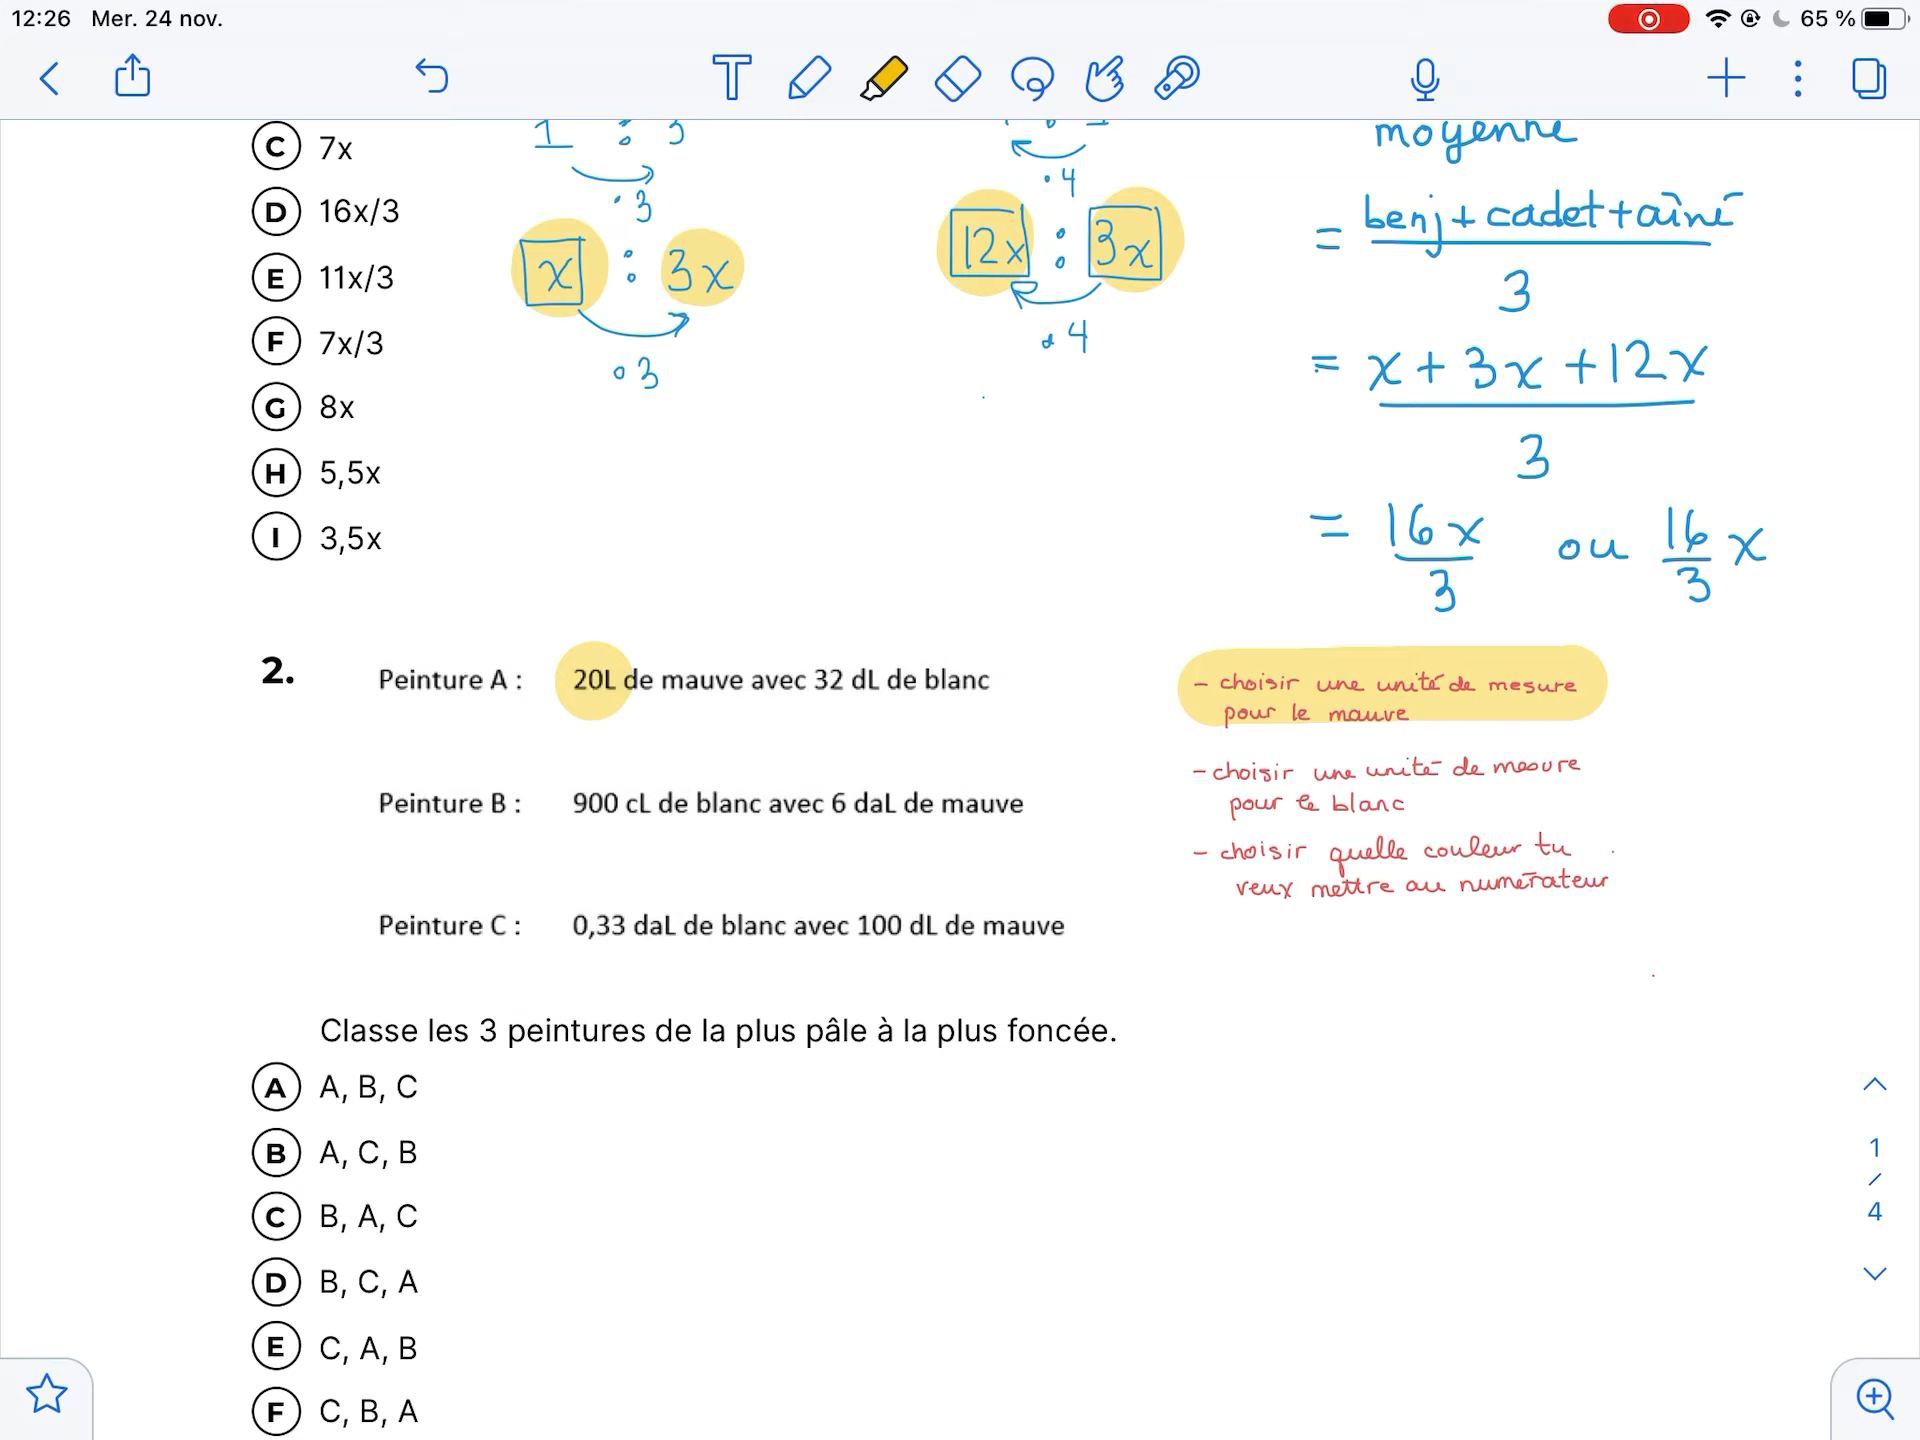 12:26 Mer. 24 nov. 65 %
T
C 7x
1 : 3
· 3
· 4
moyenne
D 16x/3
x : 3x
12x : 3x
= benj + cadet + aîné
3
E 11x/3
F 7x/3
· 3
· 4
= x + 3x + 12x
3
G 8x
H 5,5x
I 3,5x
= 16x
3
ou 16
3 x
2.
Peinture A : 20L de mauve avec 32 dL de blanc
- choisir une unité de mesure
pour le mauve
Peinture B : 900 cL de blanc avec 6 daL de mauve
- choisir une unité de mesure
pour le blanc
- choisir quelle couleur tu
veux mettre au numérateur
Peinture C : 0,33 daL de blanc avec 100 dL de mauve
Classe les 3 peintures de la plus pâle à la plus foncée.
A A, B, C
B A, C, B
C B, A, C
D B, C, A
E C, A, B
F C, B, A
1
/
4